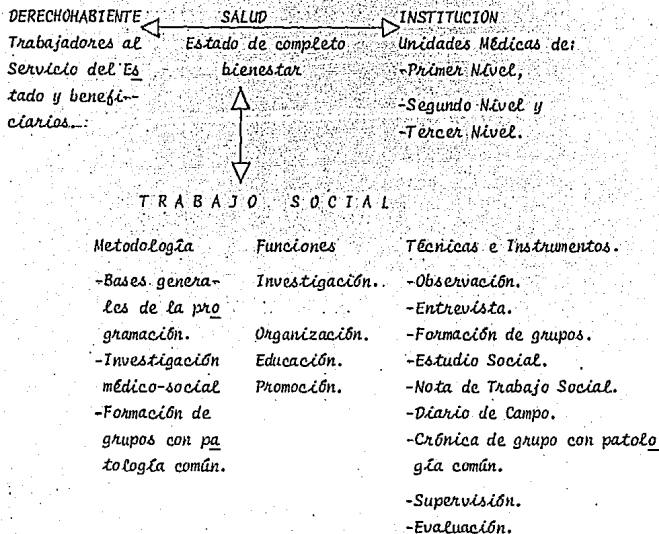 DERECHOHABIENTE SALUD INSTITUCION
Trabajadores al Estado de completo Unidades Médicas de:
Servicio del Es bienestar -Primer Nivel,
tado y benefi--
ciarios.: -Segundo Nivel y
-Tercer Nivel.
TRABAJO SOCIAL
Metodología Funciones Técnicas e Instrumentos.
-Bases genera- Investigación. -Observación.
les de la pro -Entrevista.
gramación. Organización. -Formación de grupos.
-Investigación Educación. -Estudio Social.
médico-social Promoción. -Nota de Trabajo Social.
-Formación de -Diario de Campo.
grupos con pa -Crónica de grupo con patolo
tología común. gía común.
-Supervisión.
-Evaluación.